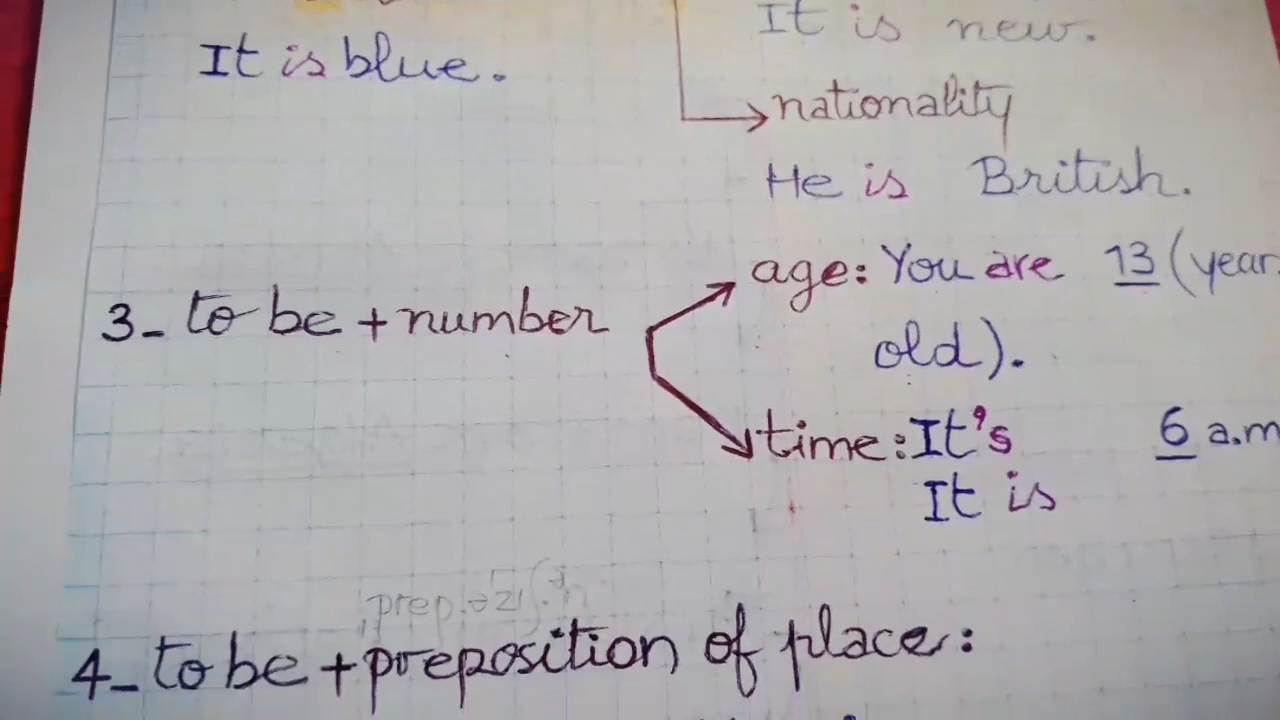 It is new.
It is blue.
nationality
He is British.
age: You are 13 (year
3- to be + number
old).
time: It's 6 a.m
It is
prep.
4- to be + preposition of place: